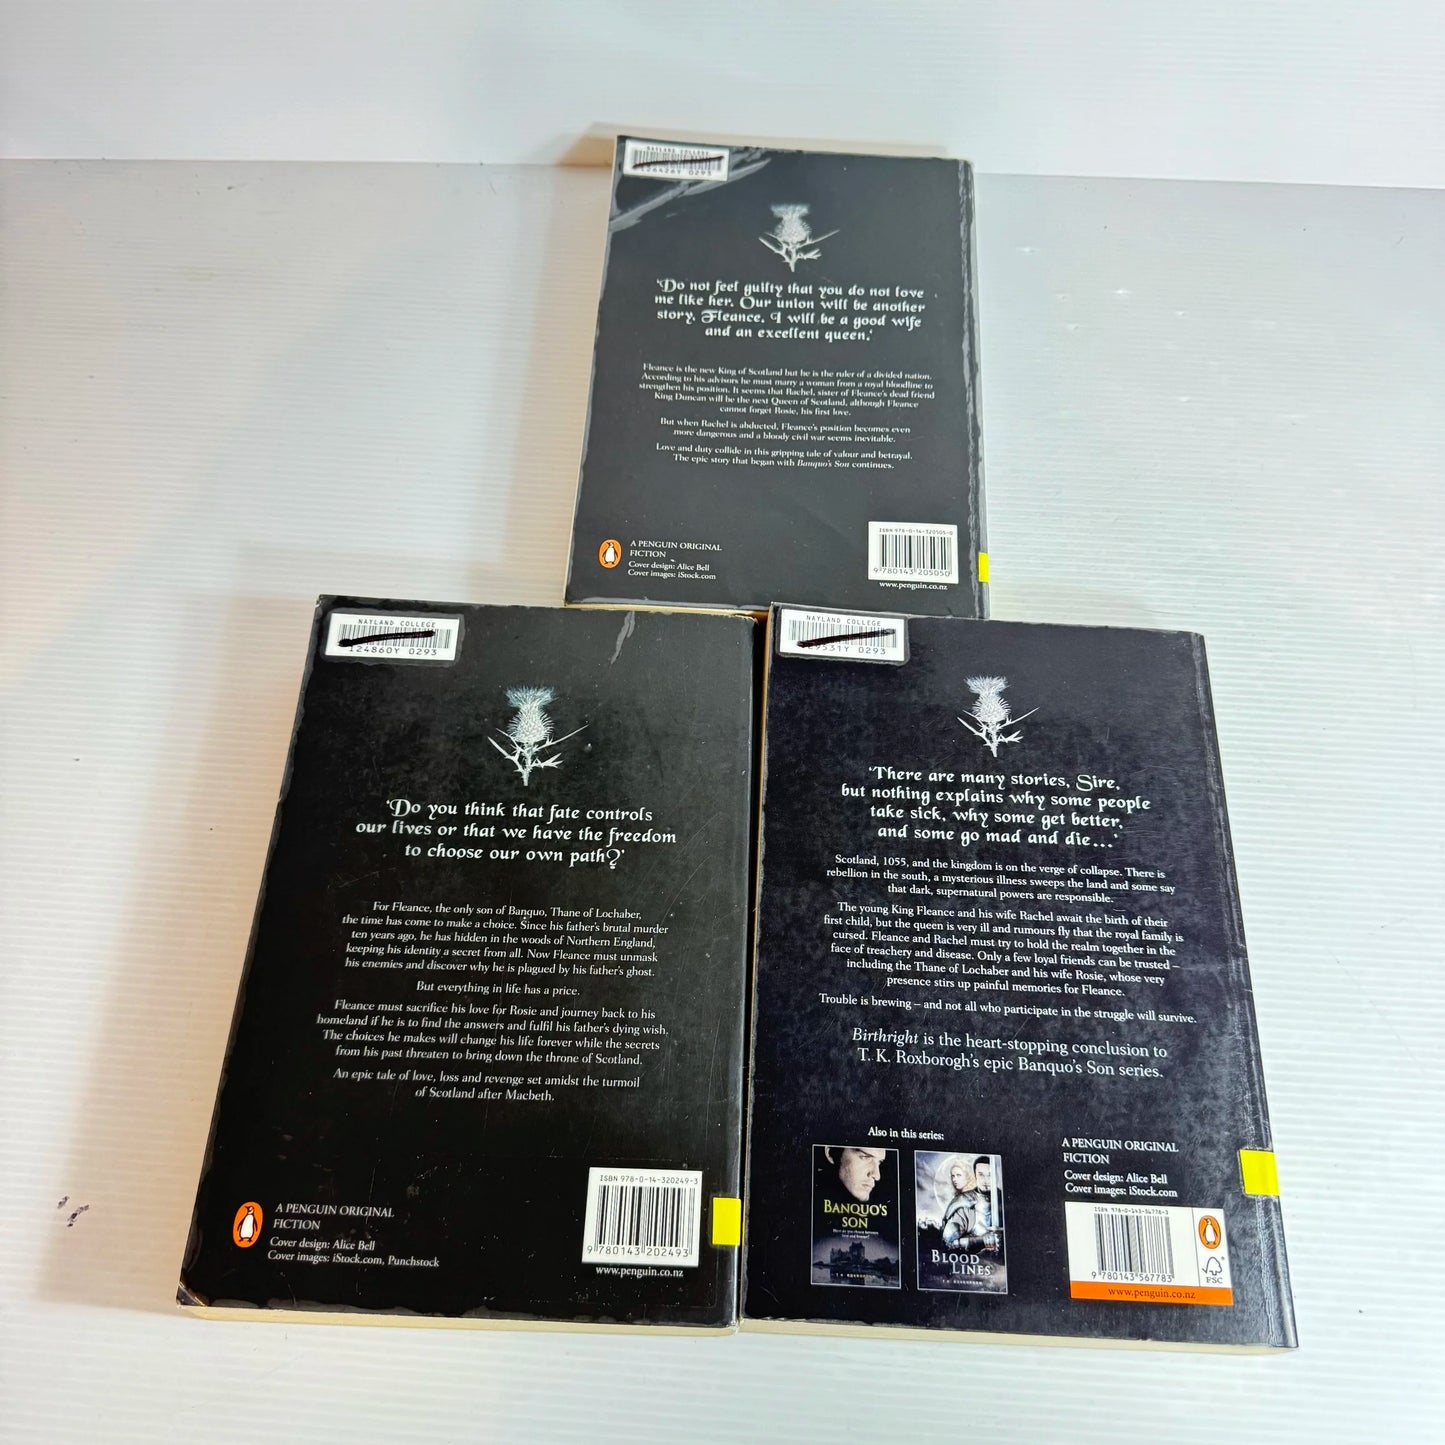 NAYLAND COLLEGE
126426Y 0293
'Do not feel guilty that you do not love
me like her. Our union will be another
story, Fleance. I will be a good wife
and an excellent queen.'
Fleance is the new King of Scotland but he is the ruler of a divided nation.
According to his advisors he must marry a woman from a royal bloodline to
strengthen his position. It seems that Rachel, sister of Fleance's dead friend
King Duncan will be the next Queen of Scotland, although Fleance
cannot forget Rosie, his first love.
But when Rachel is abducted, Fleance's position becomes even
more dangerous and a bloody civil war seems inevitable.
Love and duty collide in this gripping tale of valour and betrayal.
The epic story that began with Banquo's Son continues.
A PENGUIN ORIGINAL
FICTION
Cover design: Alice Bell
Cover images: iStock.com
ISBN 978-0-14-320505-0
9 780143 205050
www.penguin.co.nz
NAYLAND COLLEGE
124860Y 0293
'Do you think that fate controls
our lives or that we have the freedom
to choose our own path?'
For Fleance, the only son of Banquo, Thane of Lochaber,
the time has come to make a choice. Since his father's brutal murder
ten years ago, he has hidden in the woods of Northern England,
keeping his identity a secret from all. Now Fleance must unmask
his enemies and discover why he is plagued by his father's ghost.
But everything in life has a price.
Fleance must sacrifice his love for Rosie and journey back to his
homeland if he is to find the answers and fulfil his father's dying wish.
The choices he makes will change his life forever while the secrets
from his past threaten to bring down the throne of Scotland.
An epic tale of love, loss and revenge set amidst the turmoil
of Scotland after Macbeth.
A PENGUIN ORIGINAL
FICTION
Cover design: Alice Bell
Cover images: iStock.com, Punchstock
ISBN 978-0-14-320249-3
9 780143 202493
www.penguin.co.nz
NAYLAND COLLEGE
0293
'There are many stories, Sire,
but nothing explains why some people
take sick, why some get better,
and some go mad and die...'
Scotland, 1055, and the kingdom is on the verge of collapse. There is
rebellion in the south, a mysterious illness sweeps the land and some say
that dark, supernatural powers are responsible.
The young King Fleance and his wife Rachel await the birth of their
first child, but the queen is very ill and rumours fly that the royal family is
cursed. Fleance and Rachel must try to hold the realm together in the
face of treachery and disease. Only a few loyal friends can be trusted –
including the Thane of Lochaber and his wife Rosie, whose very
presence stirs up painful memories for Fleance.
Trouble is brewing – and not all who participate in the struggle will survive.
Birthright is the heart-stopping conclusion to
T. K. Roxborogh's epic Banquo's Son series.
Also in this series:
BANQUO'S
SON
T K ROXBOROGH
BLOOD
LINES
A PENGUIN ORIGINAL
FICTION
Cover design: Alice Bell
Cover images: iStock.com
9 780143 567783
www.penguin.co.nz
FSC